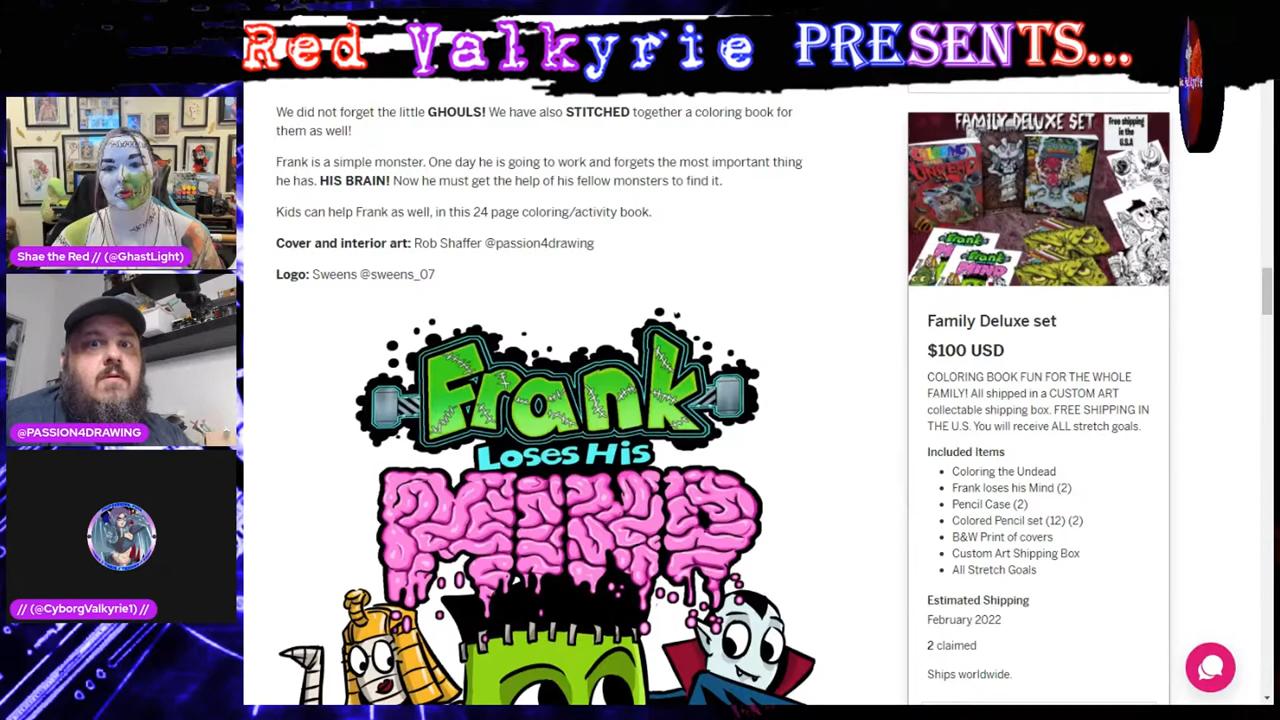 Red Valkyrie PRESENTS...
We did not forget the little GHOULS! We have also STITCHED together a coloring book for
them as well!
Frank is a simple monster. One day he is going to work and forgets the most important thing
he has. HIS BRAIN! Now he must get the help of his fellow monsters to find it.
Kids can help Frank as well, in this 24 page coloring/activity book.
Cover and interior art: Rob Shaffer @passion4drawing
Logo: Sweens @sweens_07
Frank
Loses His
MIND
FAMILY DELUXE SET
Free shipping
in the
U.S.A
COLORING
UNDEAD
Frank
MIND
Family Deluxe set
$100 USD
COLORING BOOK FUN FOR THE WHOLE
FAMILY! All shipped in a CUSTOM ART
collectable shipping box. FREE SHIPPING IN
THE U.S. You will receive ALL stretch goals.
Included Items
Coloring the Undead
Frank loses his Mind (2)
Pencil Case (2)
Colored Pencil set (12) (2)
B&W Print of covers
Custom Art Shipping Box
All Stretch Goals
Estimated Shipping
February 2022
2 claimed
Ships worldwide.
Shae the Red // (@GhastLight)
@PASSION4DRAWING
// (@CyborgValkyrie1) //